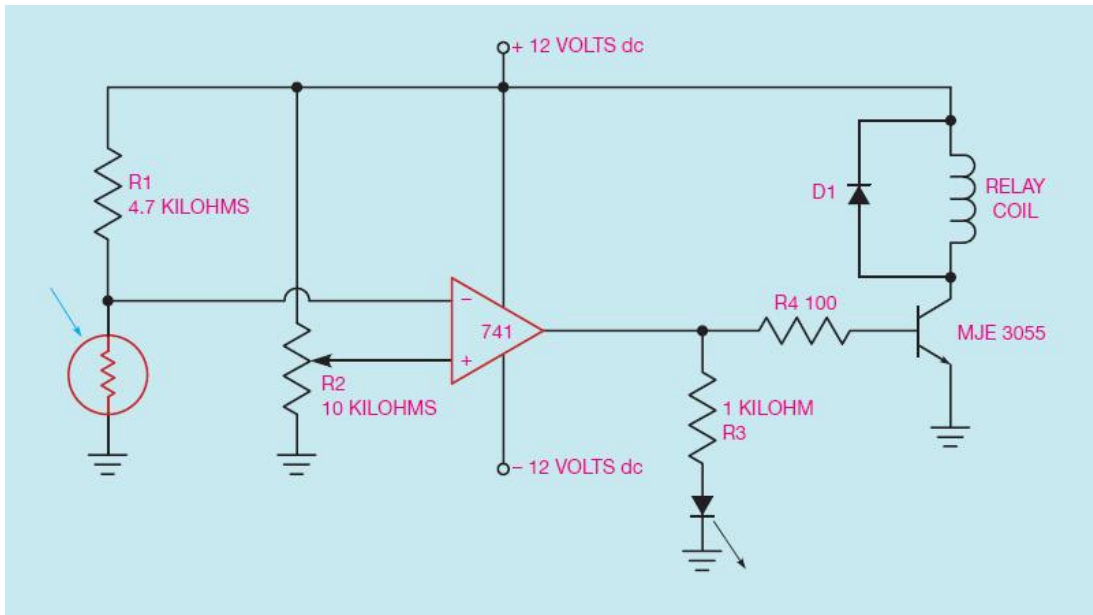 + 12 VOLTS dc
R1
4.7 KILOHMS
D1
RELAY
COIL
−
741
+
R4 100
MJE 3055
R2
10 KILOHMS
1 KILOHM
R3
− 12 VOLTS dc